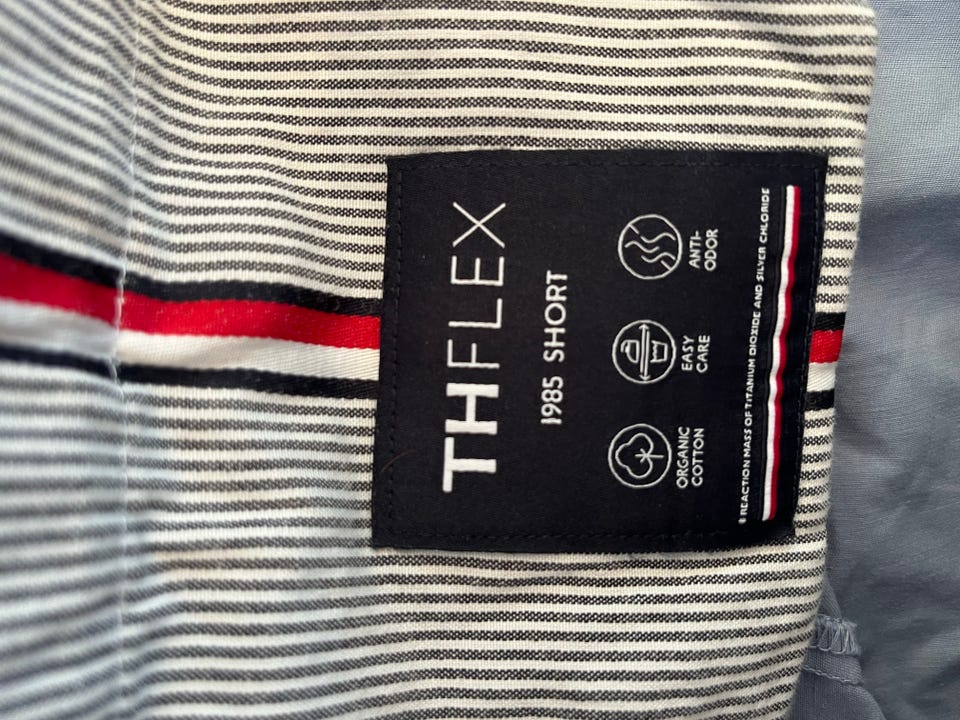 THFLEX
1985 SHORT
ORGANIC COTTON
EASY CARE
ANTI-ODOR
* REACTION MASS OF TITANIUM DIOXIDE AND SILVER CHLORIDE